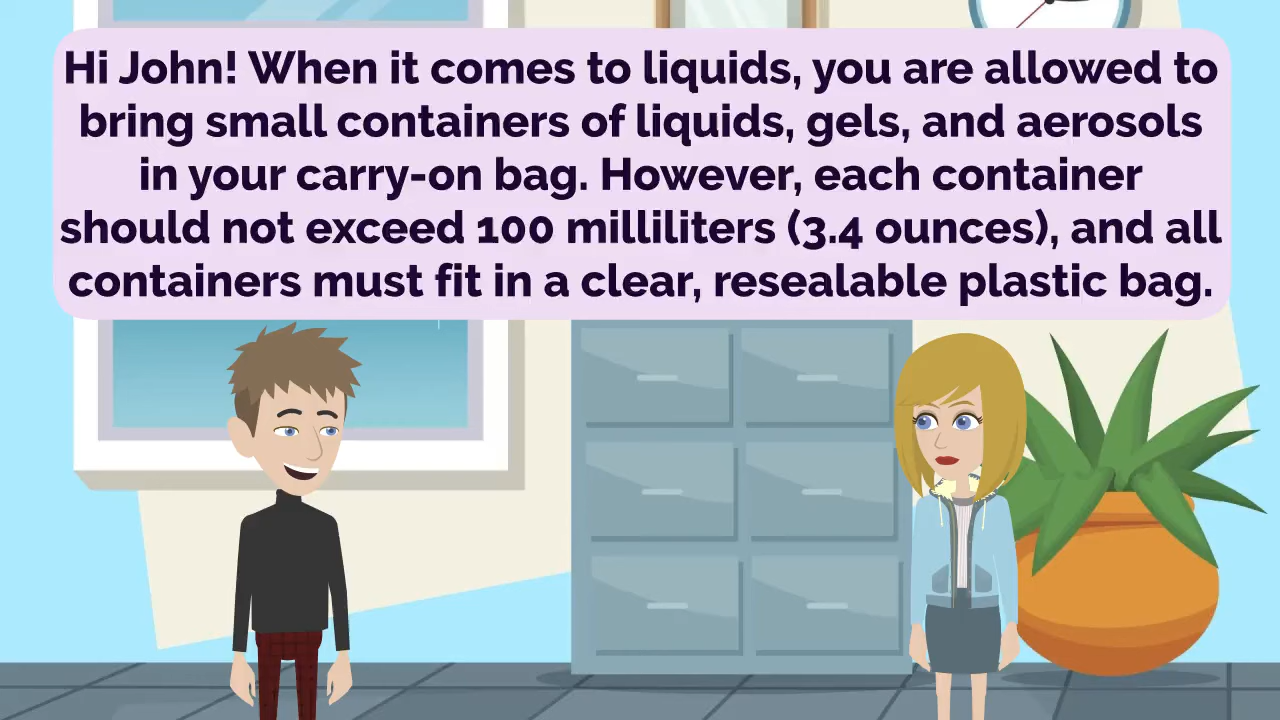 Hi John! When it comes to liquids, you are allowed to
bring small containers of liquids, gels, and aerosols
in your carry-on bag. However, each container
should not exceed 100 milliliters (3.4 ounces), and all
containers must fit in a clear, resealable plastic bag.